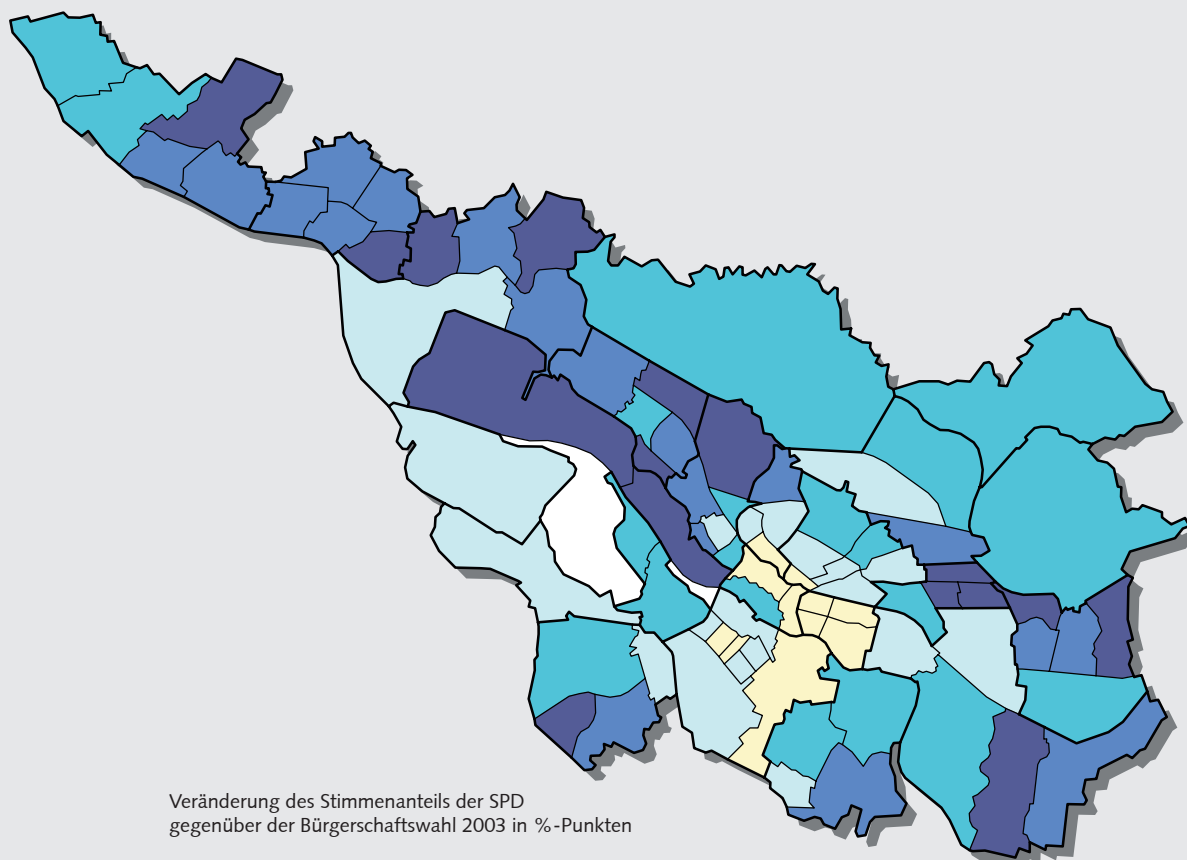 Veränderung des Stimmenanteils der SPD
gegenüber der Bürgerschaftswahl 2003 in %-Punkten